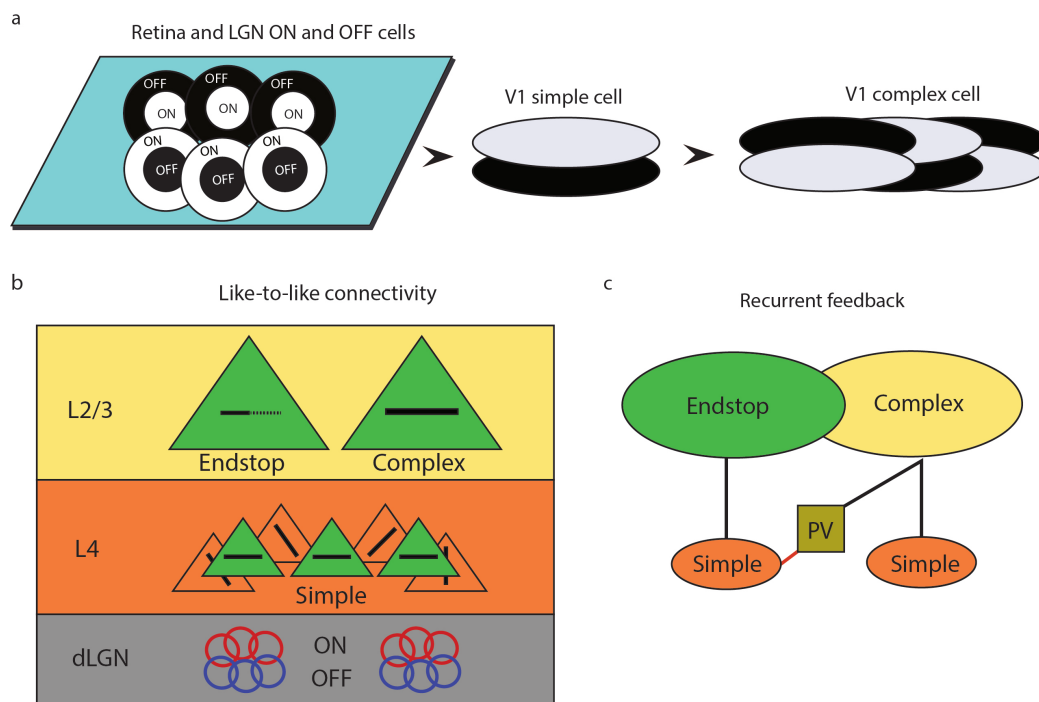 a
Retina and LGN ON and OFF cells
OFF
OFF
OFF
ON
ON
ON
ON
ON
ON
OFF
OFF
OFF
V1 simple cell
V1 complex cell
b
Like-to-like connectivity
L2/3
Endstop
Complex
L4
Simple
dLGN
ON
OFF
c
Recurrent feedback
Endstop
Complex
PV
Simple
Simple